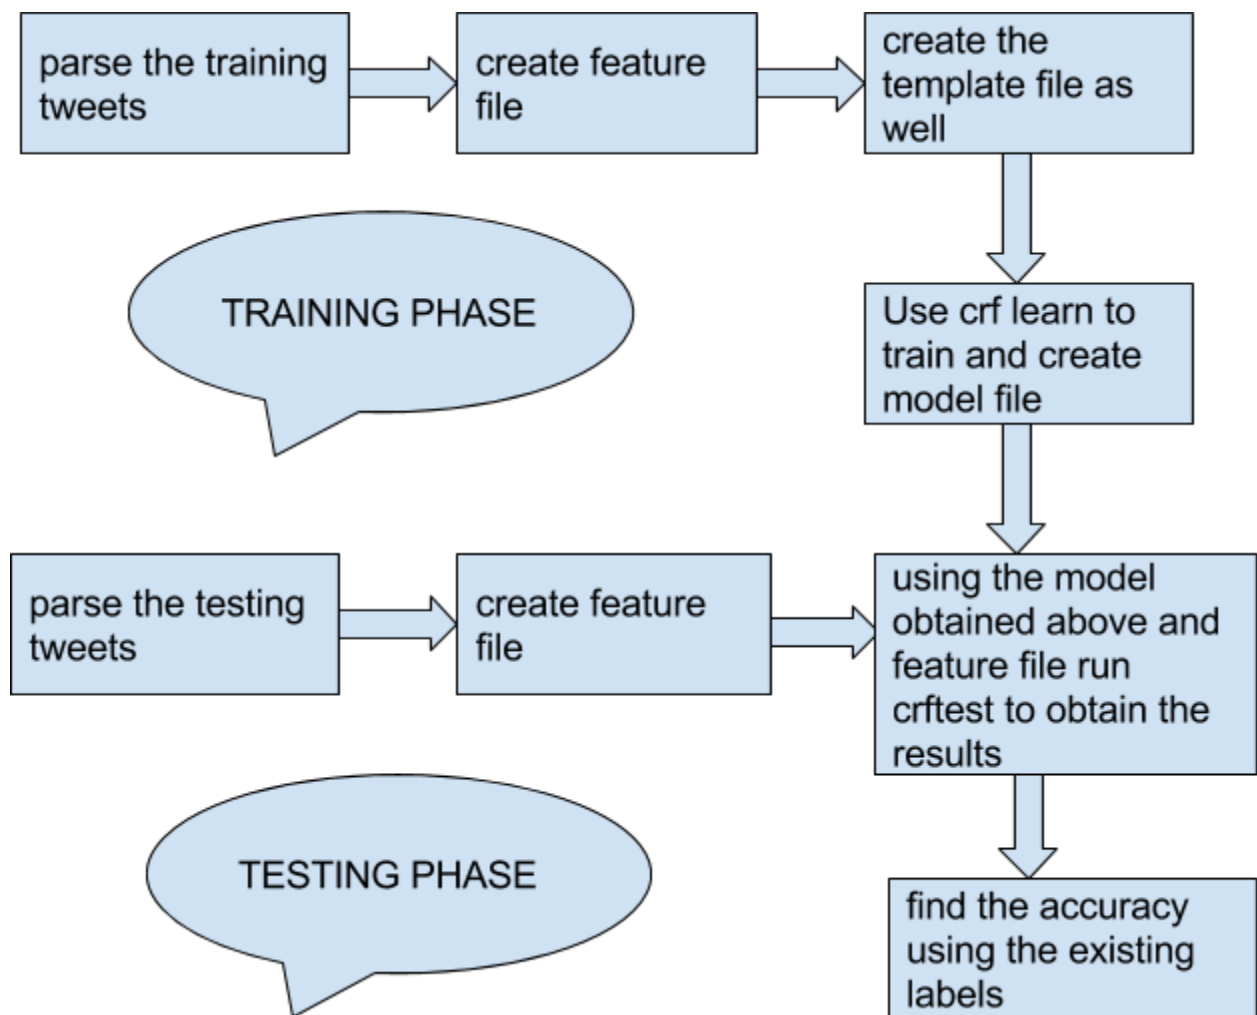 parse the training
tweets
create feature
file
create the
template file as
well
TRAINING PHASE
Use crf learn to
train and create
model file
parse the testing
tweets
create feature
file
using the model
obtained above and
feature file run
crftest to obtain the
results
TESTING PHASE
find the accuracy
using the existing
labels